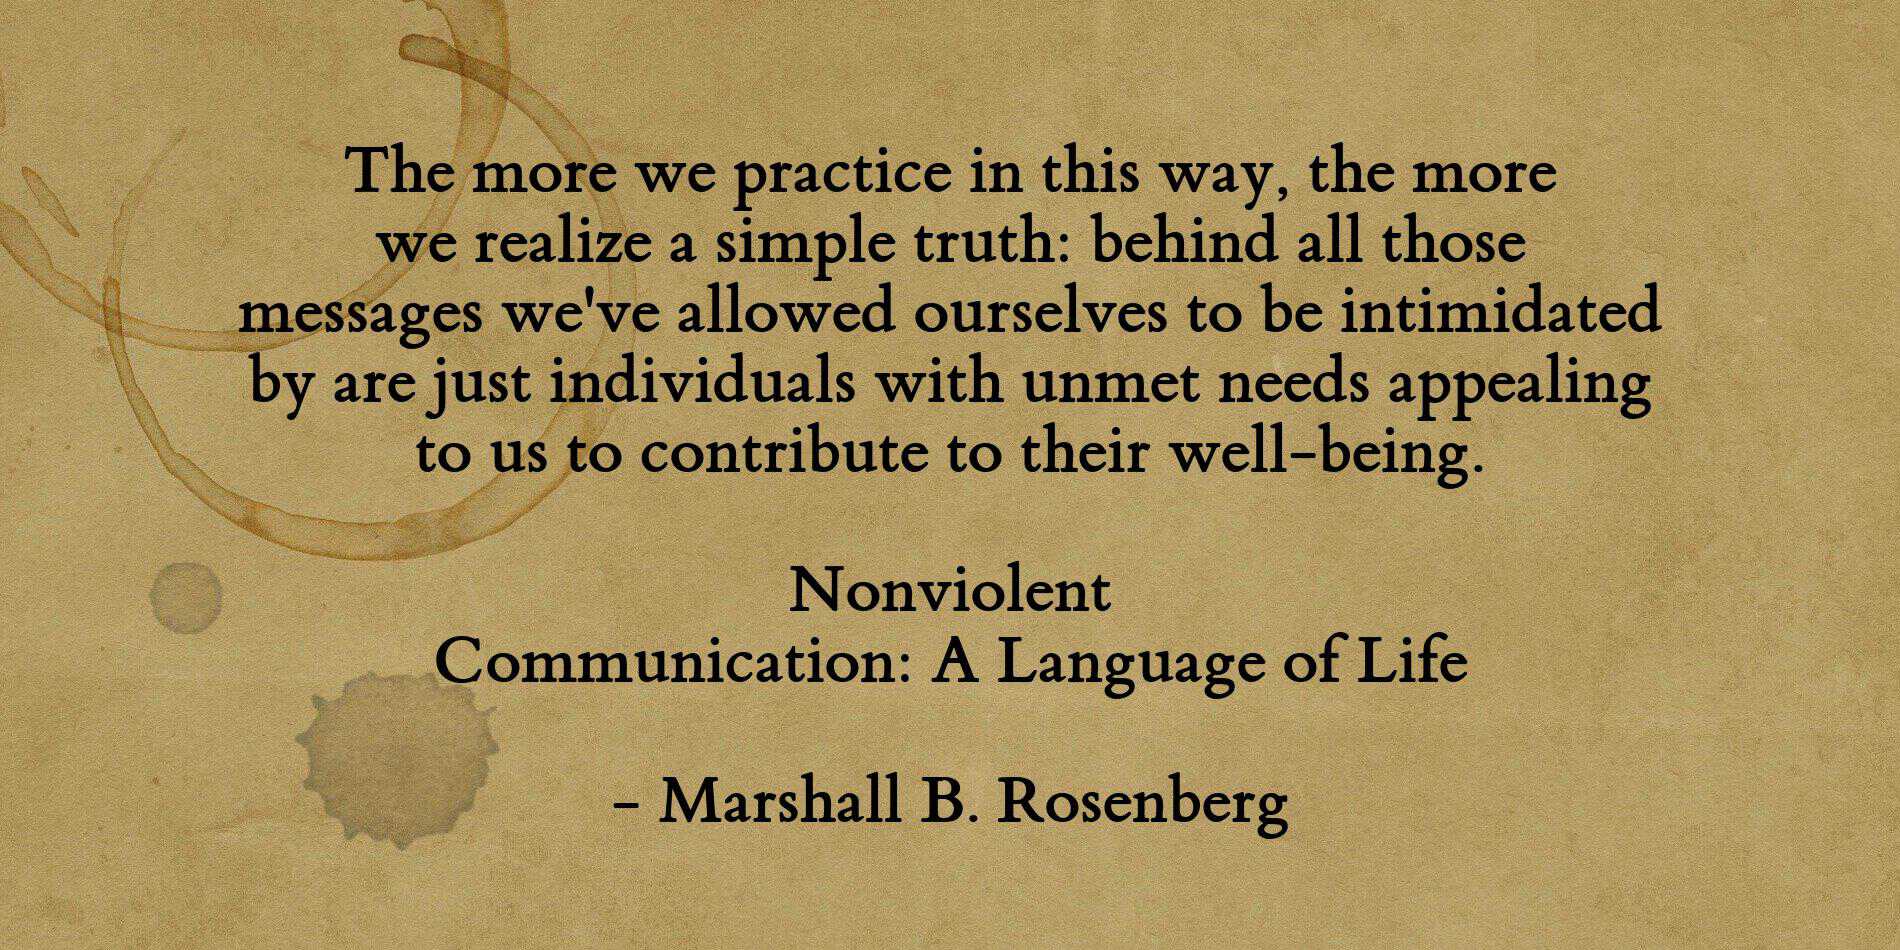 The more we practice in this way, the more
we realize a simple truth: behind all those
messages we've allowed ourselves to be intimidated
by are just individuals with unmet needs appealing
to us to contribute to their well-being.
Nonviolent
Communication: A Language of Life
- Marshall B. Rosenberg